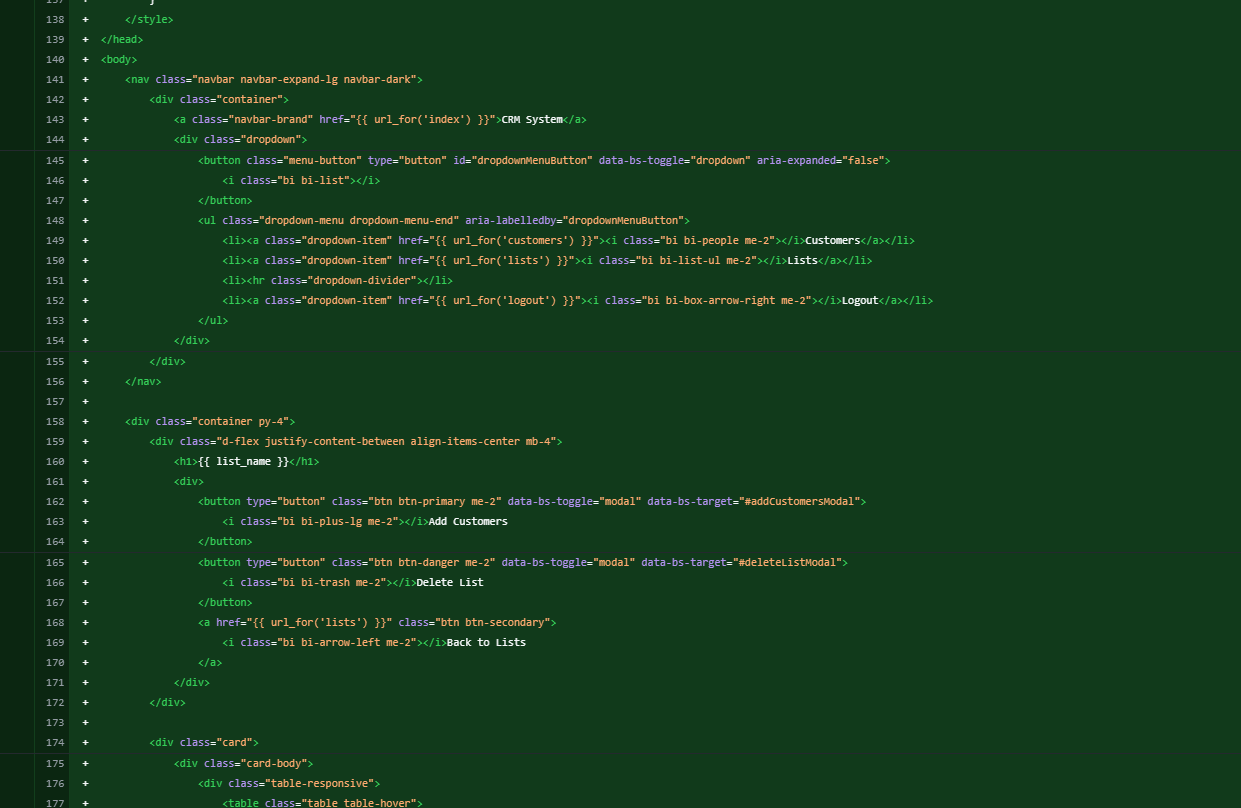 137 + }
138 + </style>
139 + </head>
140 + <body>
141 + <nav class="navbar navbar-expand-lg navbar-dark">
142 + <div class="container">
143 + <a class="navbar-brand" href="{{ url_for('index') }}">CRM System</a>
144 + <div class="dropdown">
145 + <button class="menu-button" type="button" id="dropdownMenuButton" data-bs-toggle="dropdown" aria-expanded="false">
146 + <i class="bi bi-list"></i>
147 + </button>
148 + <ul class="dropdown-menu dropdown-menu-end" aria-labelledby="dropdownMenuButton">
149 + <li><a class="dropdown-item" href="{{ url_for('customers') }}"><i class="bi bi-people me-2"></i>Customers</a></li>
150 + <li><a class="dropdown-item" href="{{ url_for('lists') }}"><i class="bi bi-list-ul me-2"></i>Lists</a></li>
151 + <li><hr class="dropdown-divider"></li>
152 + <li><a class="dropdown-item" href="{{ url_for('logout') }}"><i class="bi bi-box-arrow-right me-2"></i>Logout</a></li>
153 + </ul>
154 + </div>
155 + </div>
156 + </nav>
157 +
158 + <div class="container py-4">
159 + <div class="d-flex justify-content-between align-items-center mb-4">
160 + <h1>{{ list_name }}</h1>
161 + <div>
162 + <button type="button" class="btn btn-primary me-2" data-bs-toggle="modal" data-bs-target="#addCustomersModal">
163 + <i class="bi bi-plus-lg me-2"></i>Add Customers
164 + </button>
165 + <button type="button" class="btn btn-danger me-2" data-bs-toggle="modal" data-bs-target="#deleteListModal">
166 + <i class="bi bi-trash me-2"></i>Delete List
167 + </button>
168 + <a href="{{ url_for('lists') }}" class="btn btn-secondary">
169 + <i class="bi bi-arrow-left me-2"></i>Back to Lists
170 + </a>
171 + </div>
172 + </div>
173 +
174 + <div class="card">
175 + <div class="card-body">
176 + <div class="table-responsive">
177 + <table class="table table-hover">